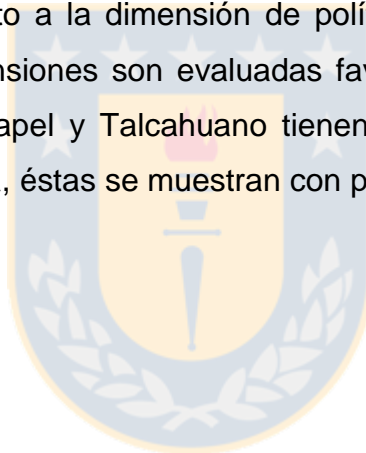 to a la dimensión de polí
nsiones son evaluadas fav
apel y Talcahuano tienen
, éstas se muestran con p